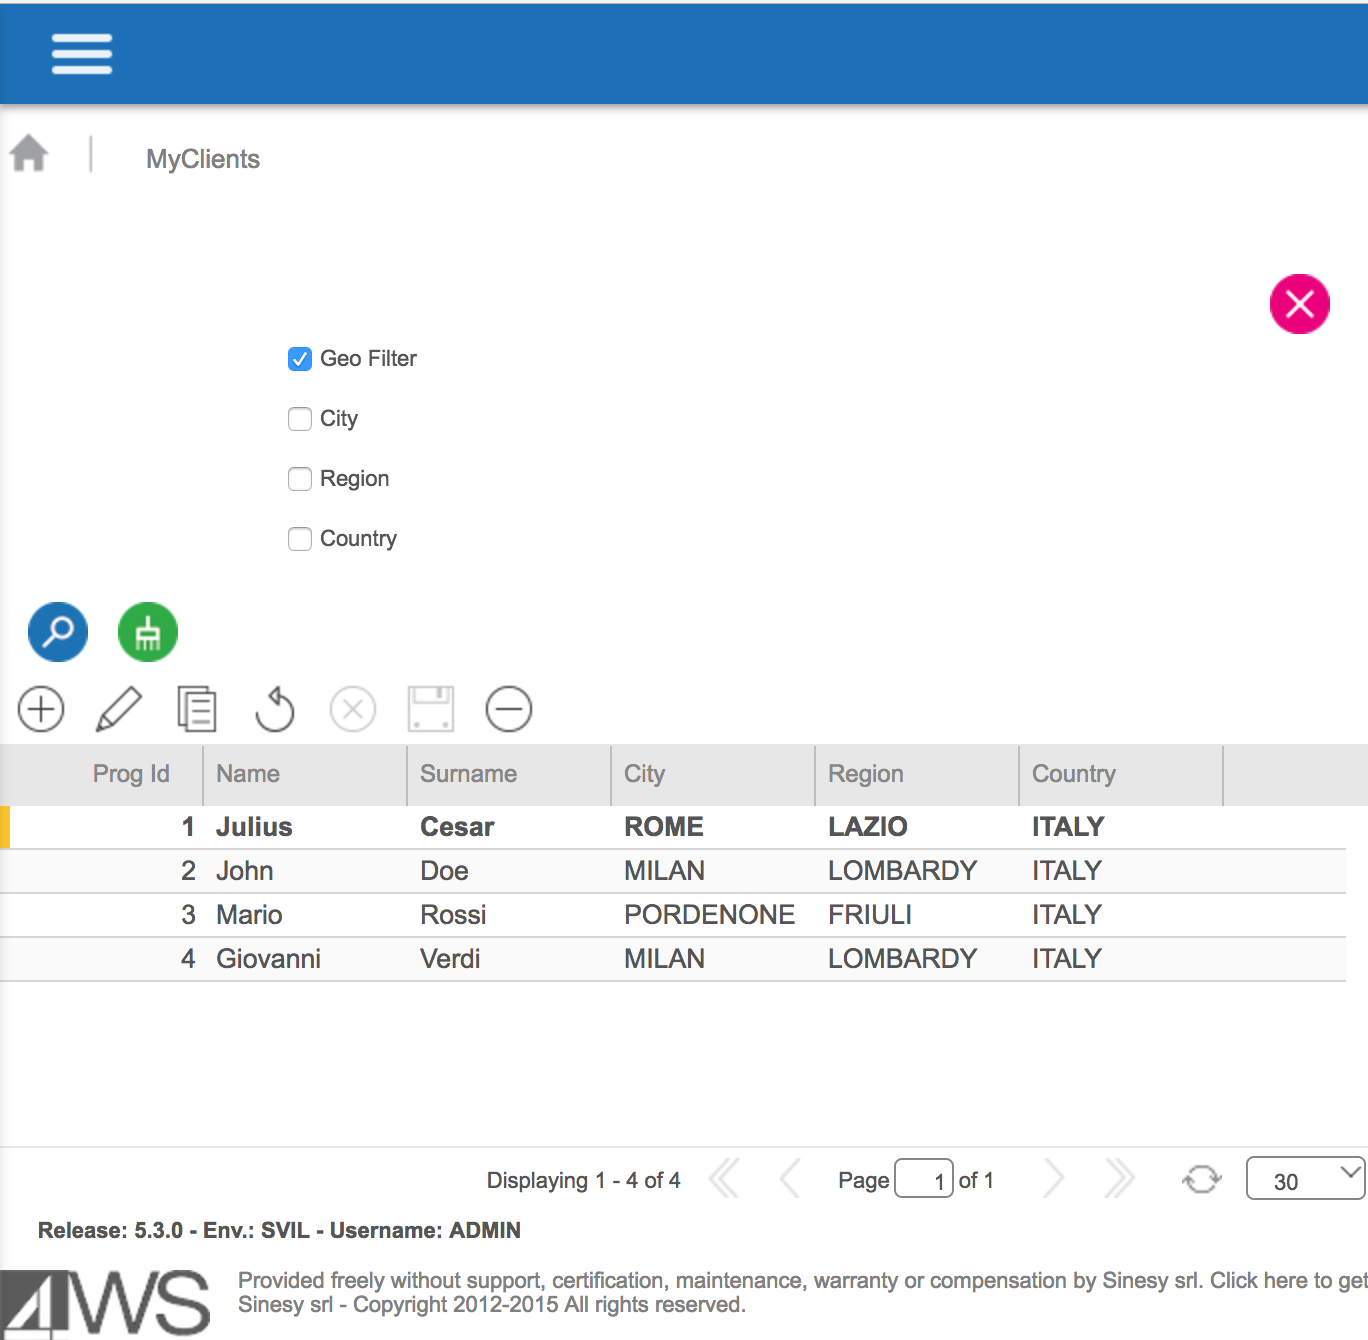 MyClients
Geo Filter
City
Region
Country
Prog Id Name Surname City Region Country
1 Julius Cesar ROME LAZIO ITALY
2 John Doe MILAN LOMBARDY ITALY
3 Mario Rossi PORDENONE FRIULI ITALY
4 Giovanni Verdi MILAN LOMBARDY ITALY
Displaying 1 - 4 of 4 Page 1 of 1 30
Release: 5.3.0 - Env.: SVIL - Username: ADMIN
4WS
Provided freely without support, certification, maintenance, warranty or compensation by Sinesy srl. Click here to get
Sinesy srl - Copyright 2012-2015 All rights reserved.